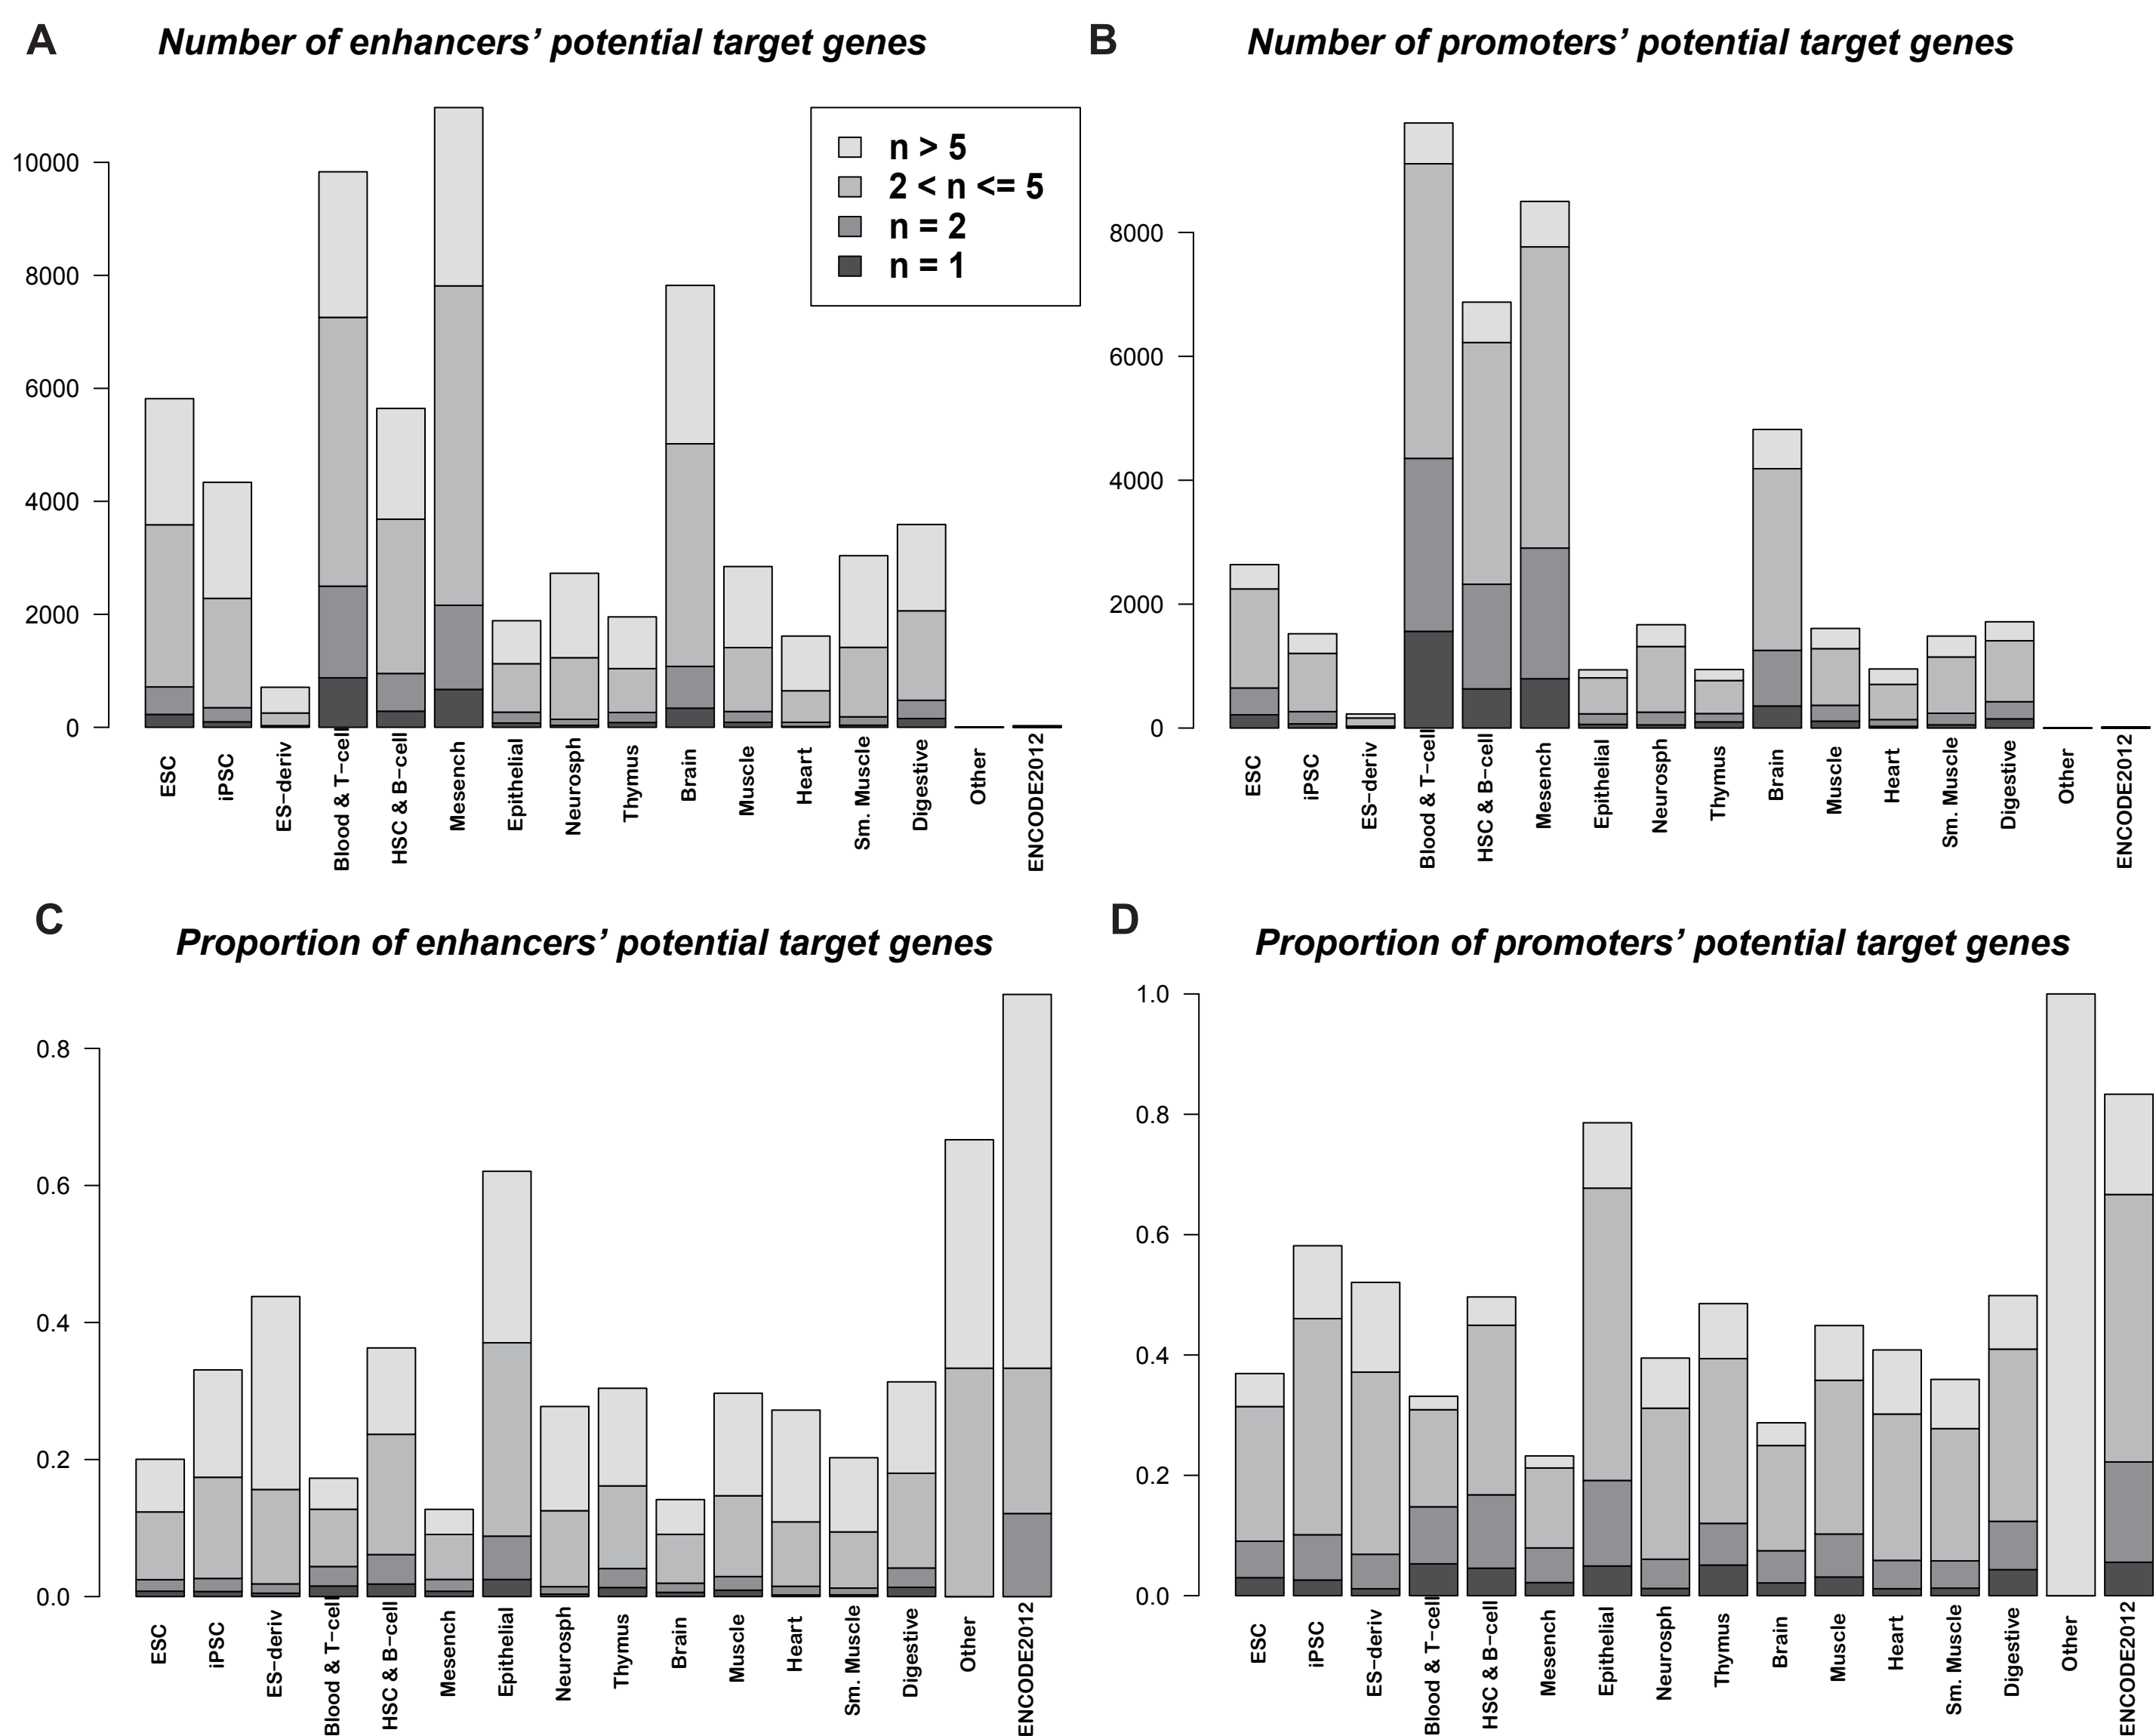 A
Number of enhancers’ potential target genes
10000
8000
6000
4000
2000
0
n > 5
2 < n <= 5
n = 2
n = 1
ESC
iPSC
ES−deriv
Blood & T−cell
HSC & B−cell
Mesench
Epithelial
Neurosph
Thymus
Brain
Muscle
Heart
Sm. Muscle
Digestive
Other
ENCODE2012
B
Number of promoters’ potential target genes
8000
6000
4000
2000
0
ESC
iPSC
ES−deriv
Blood & T−cell
HSC & B−cell
Mesench
Epithelial
Neurosph
Thymus
Brain
Muscle
Heart
Sm. Muscle
Digestive
Other
ENCODE2012
C
Proportion of enhancers’ potential target genes
0.8
0.6
0.4
0.2
0.0
ESC
iPSC
ES−deriv
Blood & T−cell
HSC & B−cell
Mesench
Epithelial
Neurosph
Thymus
Brain
Muscle
Heart
Sm. Muscle
Digestive
Other
ENCODE2012
D
Proportion of promoters’ potential target genes
1.0
0.8
0.6
0.4
0.2
0.0
ESC
iPSC
ES−deriv
Blood & T−cell
HSC & B−cell
Mesench
Epithelial
Neurosph
Thymus
Brain
Muscle
Heart
Sm. Muscle
Digestive
Other
ENCODE2012